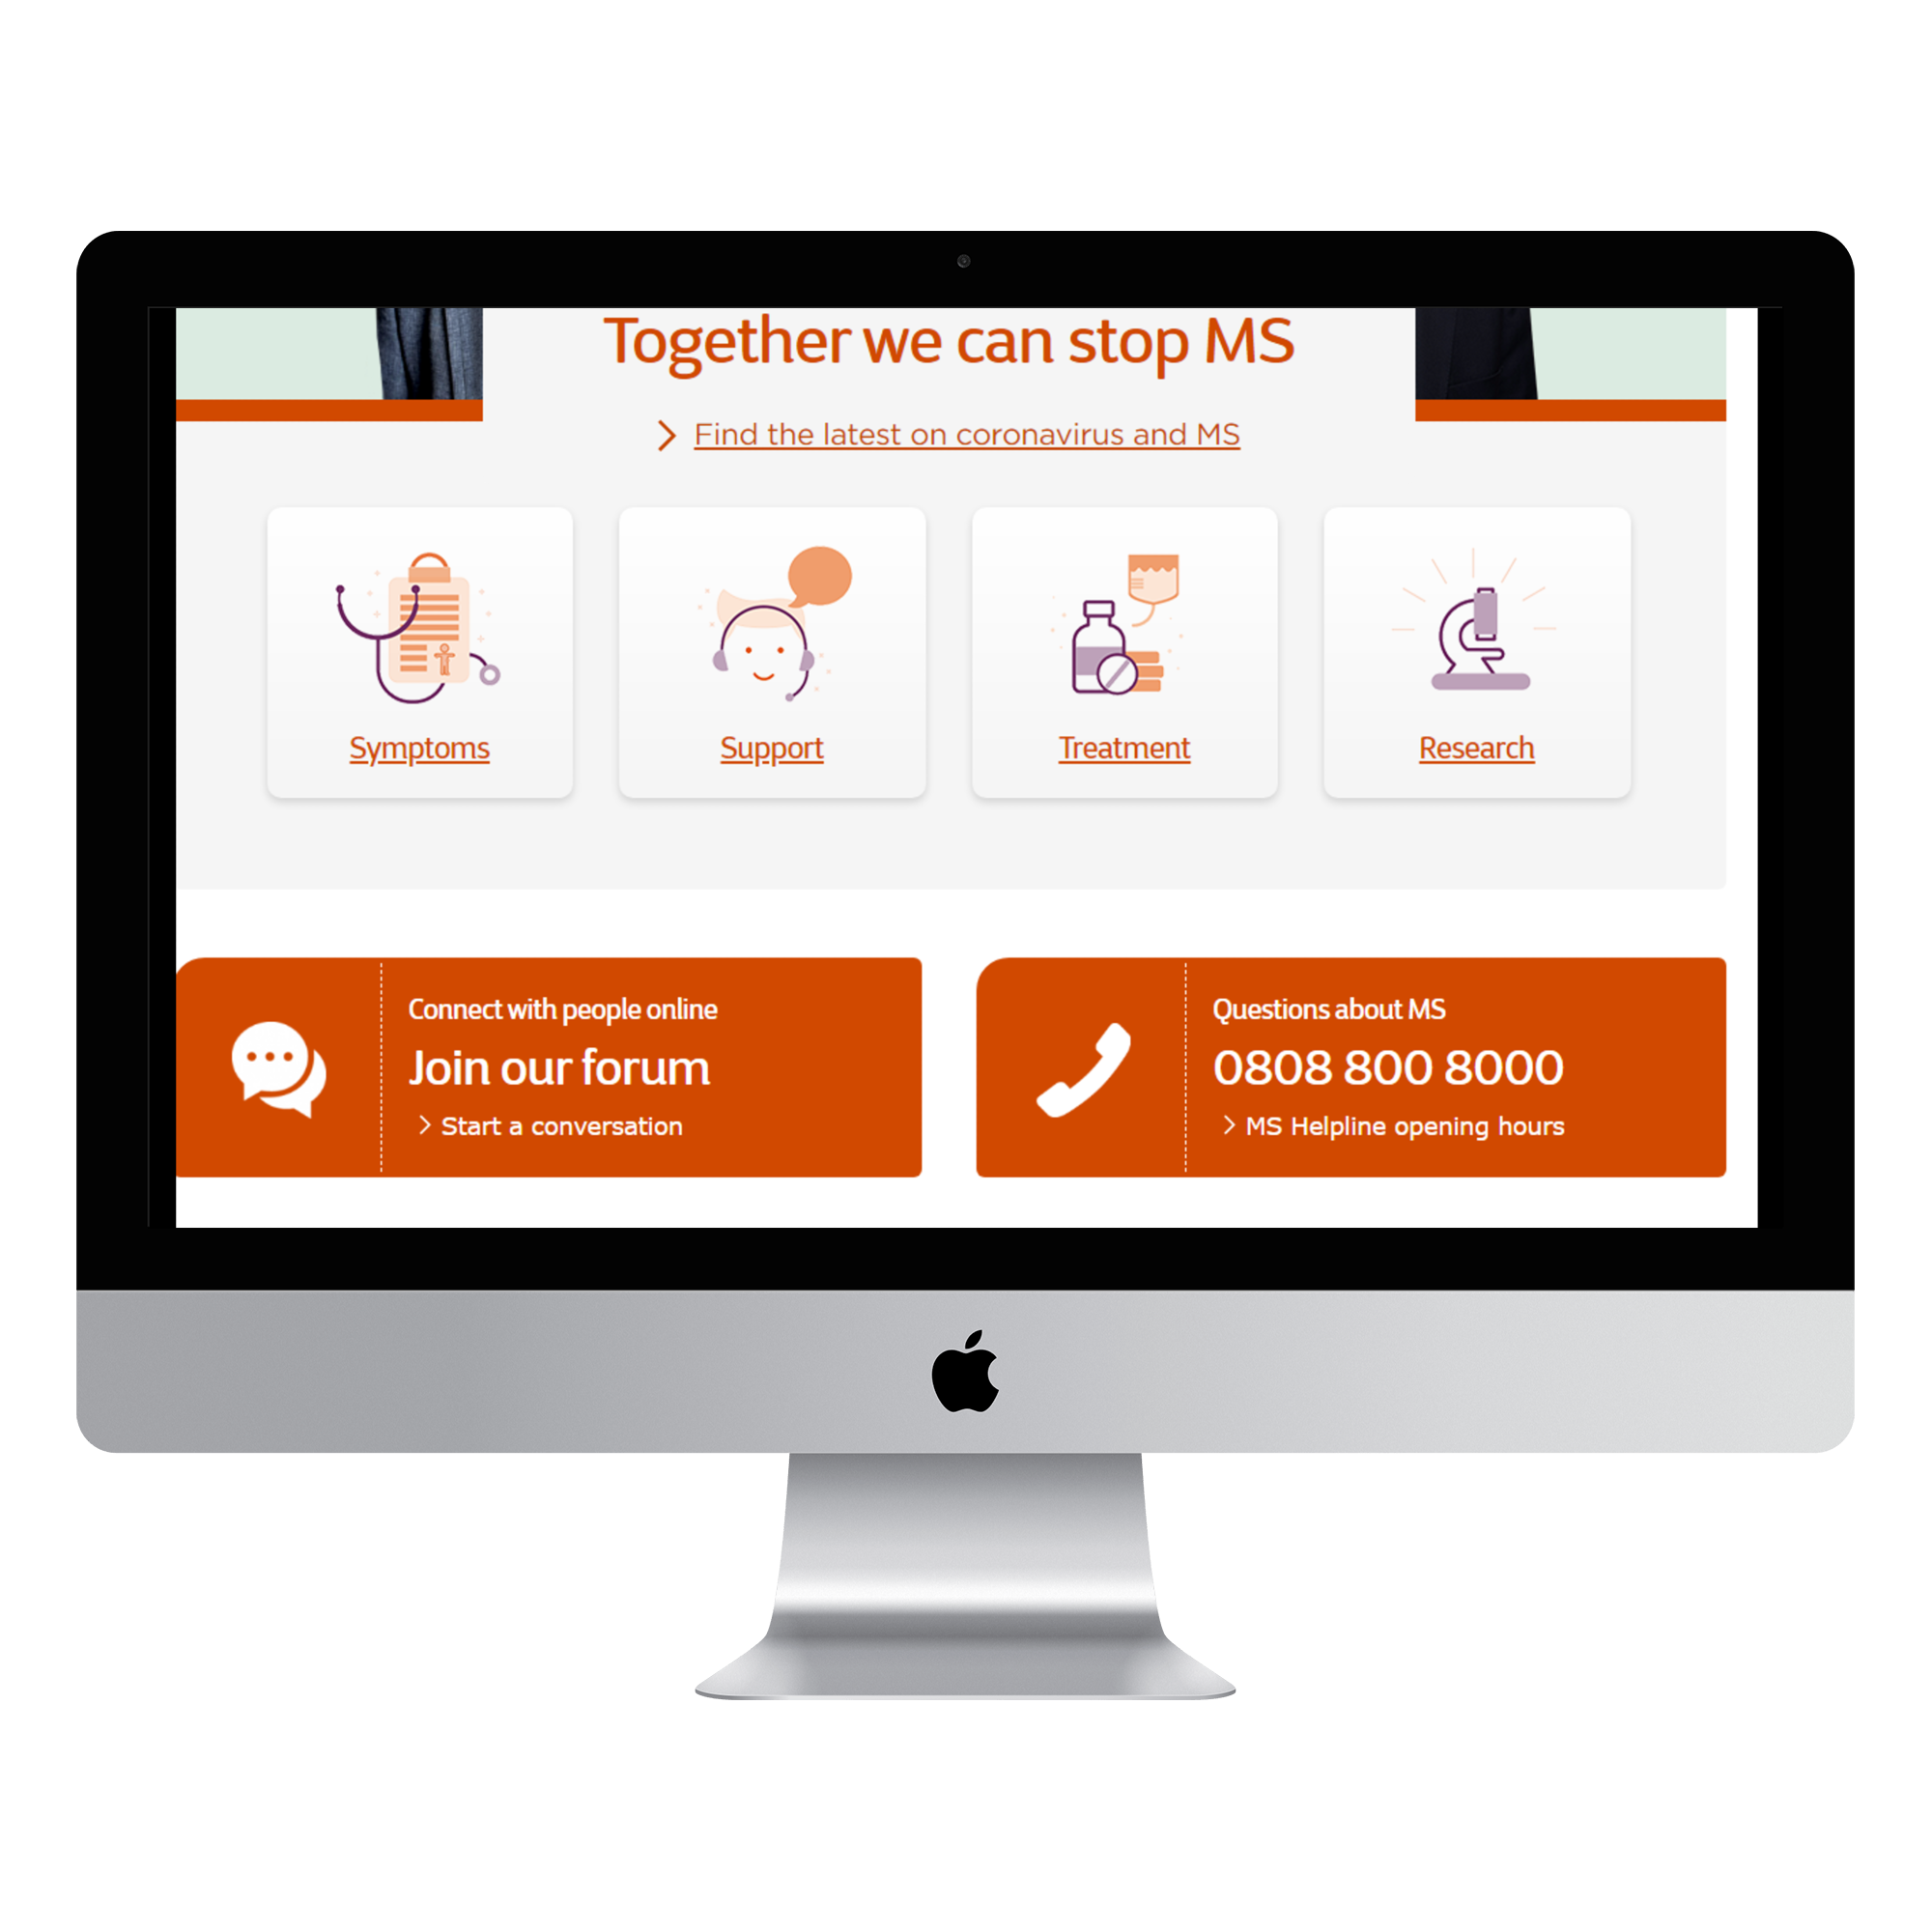 Together we can stop MS
Find the latest on coronavirus and MS
Symptoms
Support
Treatment
Research
Connect with people online
Join our forum
Start a conversation
Questions about MS
0808 800 8000
MS Helpline opening hours